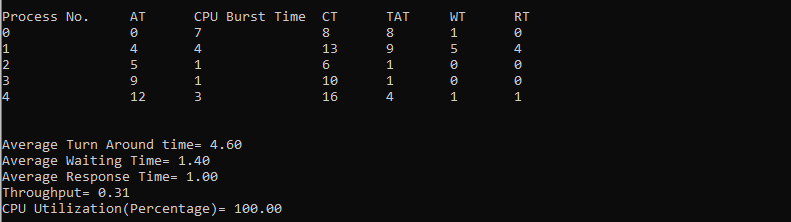 Process No. AT CPU Burst Time CT TAT WT RT
0 0 7 8 8 1 0
1 4 4 13 9 5 4
2 5 1 6 1 0 0
3 9 1 10 1 0 0
4 12 3 16 4 1 1
Average Turn Around time= 4.60
Average Waiting Time= 1.40
Average Response Time= 1.00
Throughput= 0.31
CPU Utilization(Percentage)= 100.00